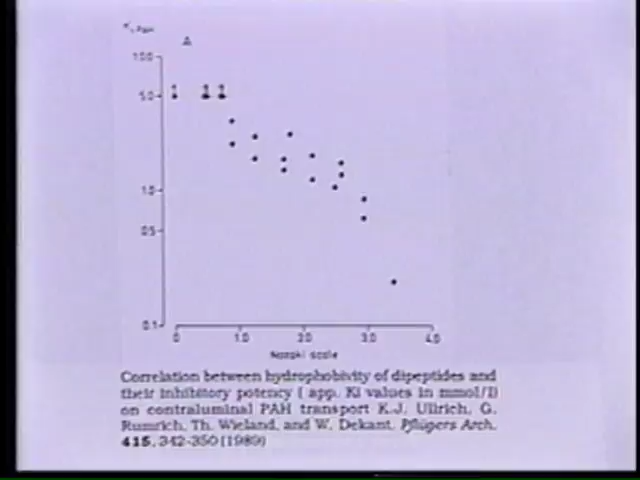 A
10.0
5.0
1.0
0.5
0.1
0 1.0 2.0 3.0 4.0
Nozaki scale
Correlation between hydrophobivity of dipeptides and
their inhibitory potency ( app. Ki values in mmol/l)
on contraluminal PAH transport K.J. Ullrich, G.
Rumrich, Th. Wieland, and W. Dekant, Pflügers Arch.
415, 342-350 (1989)